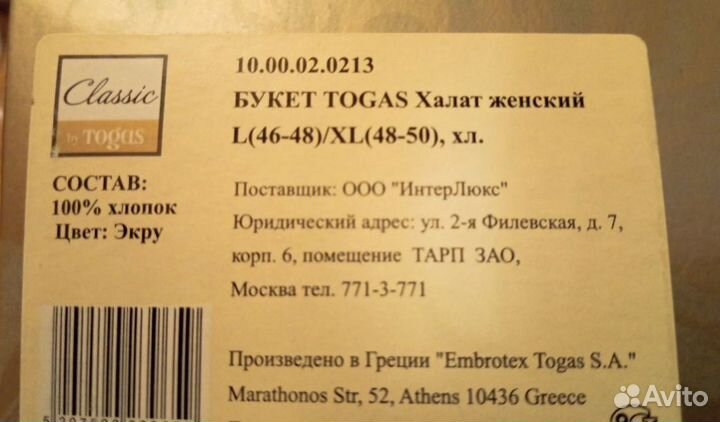 Classic
by TOGAS
СОСТАВ:
100% хлопок
Цвет: Экру
10.00.02.0213
БУКЕТ TOGAS Халат женский
L(46-48)/XL(48-50), хл.
Поставщик: ООО "ИнтерЛюкс"
Юридический адрес: ул. 2-я Филевская, д. 7,
корп. 6, помещение ТАРП ЗАО,
Москва тел. 771-3-771
Произведено в Греции "Embrotex Togas S.A."
Marathonos Str, 52, Athens 10436 Greece
Avito